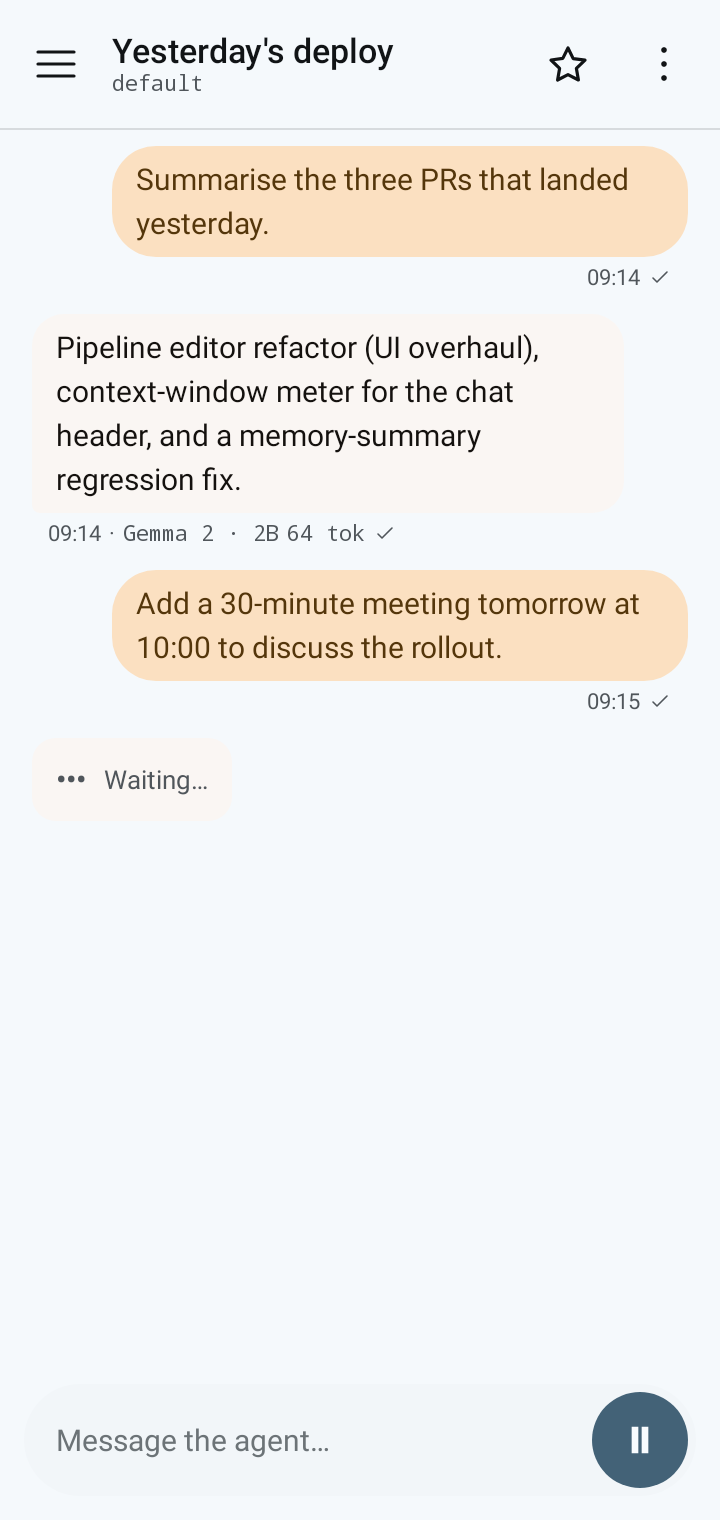 Yesterday's deploy
default
Summarise the three PRs that landed
yesterday.
09:14 ✓
Pipeline editor refactor (UI overhaul),
context-window meter for the chat
header, and a memory-summary
regression fix.
09:14 · Gemma 2 · 2B 64 tok ✓
Add a 30-minute meeting tomorrow at
10:00 to discuss the rollout.
09:15 ✓
Waiting…
Message the agent…